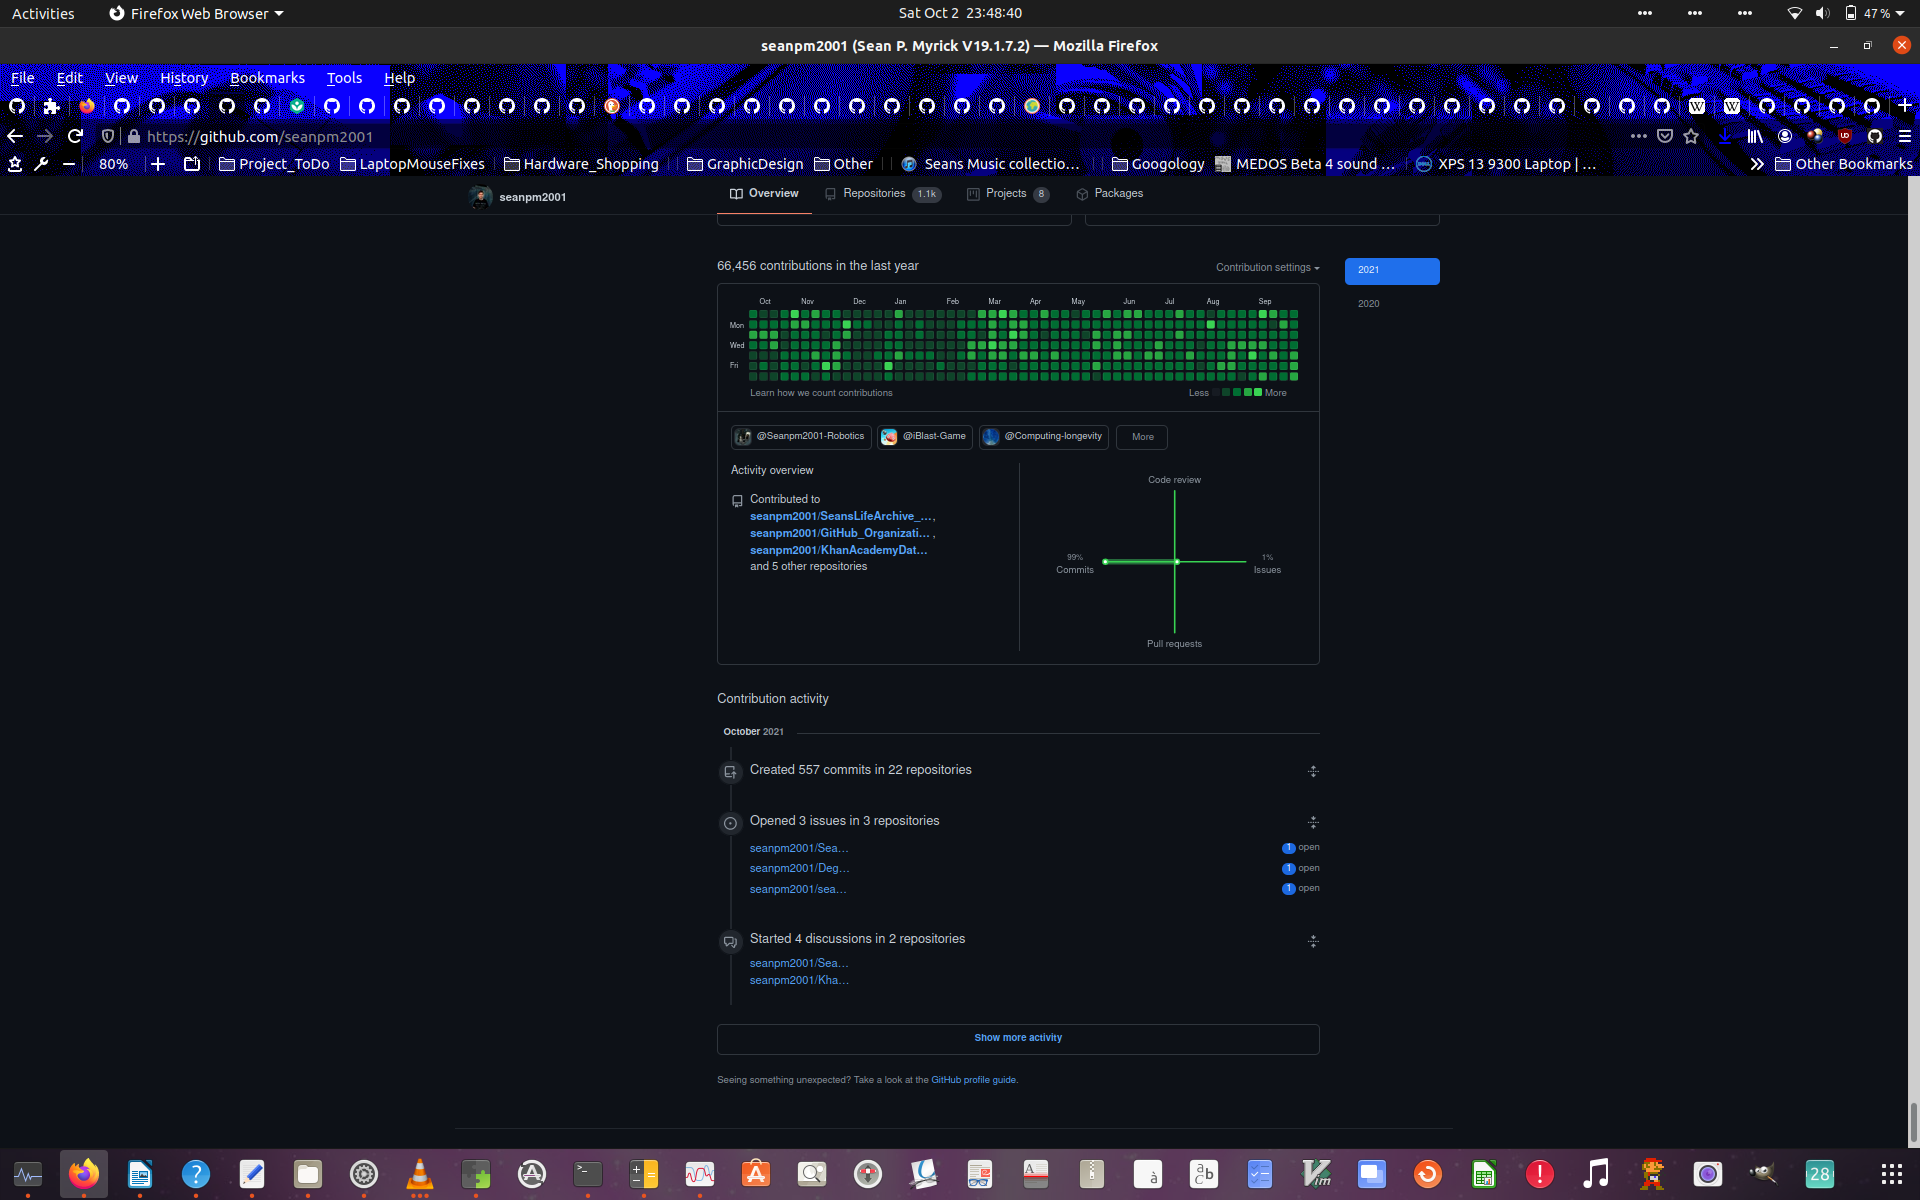 Activities
Firefox Web Browser
Sat Oct 2 23:48:40
47 %
seanpm2001 (Sean P. Myrick V19.1.7.2) — Mozilla Firefox
File Edit View History Bookmarks Tools Help
https://github.com/seanpm2001
80%
Project_ToDo
LaptopMouseFixes
Hardware_Shopping
GraphicDesign
Other
Seans Music collectio…
Googology
MEDOS Beta 4 sound …
XPS 13 9300 Laptop | …
Other Bookmarks
seanpm2001
Overview
Repositories 1.1k
Projects 8
Packages
66,456 contributions in the last year
Contribution settings
2021
2020
Oct Nov Dec Jan Feb Mar Apr May Jun Jul Aug Sep
Mon
Wed
Fri
Learn how we count contributions
Less
More
@Seanpm2001-Robotics
@iBlast-Game
@Computing-longevity
More
Activity overview
Contributed to
seanpm2001/SeansLifeArchive_…,
seanpm2001/GitHub_Organizati… ,
seanpm2001/KhanAcademyDat…
and 5 other repositories
Code review
99%
Commits
1%
Issues
Pull requests
Contribution activity
October 2021
Created 557 commits in 22 repositories
Opened 3 issues in 3 repositories
seanpm2001/Sea… 1 open
seanpm2001/Deg… 1 open
seanpm2001/sea… 1 open
Started 4 discussions in 2 repositories
seanpm2001/Sea…
seanpm2001/Kha…
Show more activity
Seeing something unexpected? Take a look at the GitHub profile guide.
28